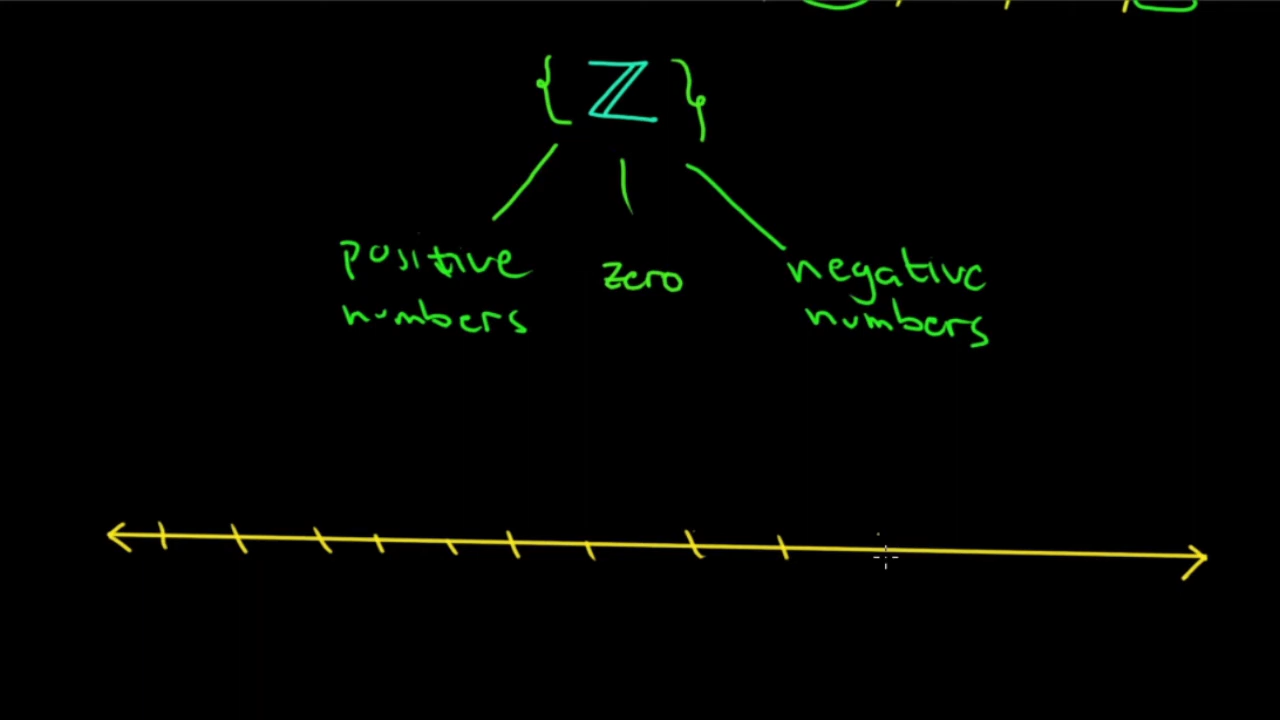 { ℤ }
positive zero negative
numbers numbers